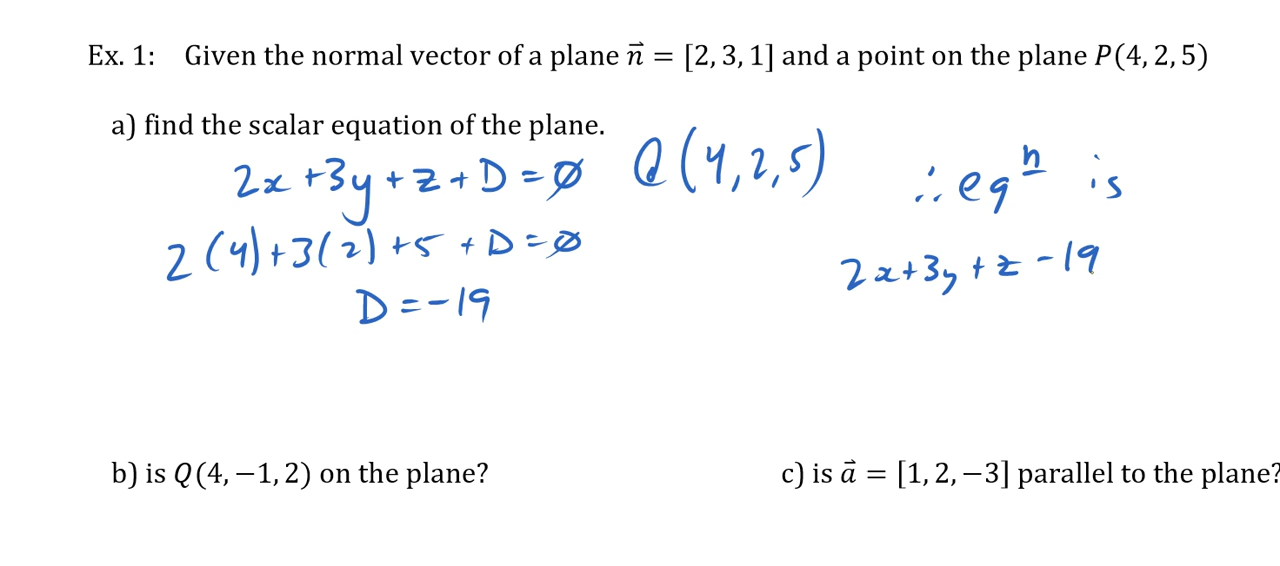 Ex. 1: Given the normal vector of a plane n⃗ = [2, 3, 1] and a point on the plane P(4, 2, 5)
a) find the scalar equation of the plane.
2x + 3y + z + D = ∅
Q(4, 2, 5)
∴ eqⁿ is
2(4) + 3(2) + 5 + D = ∅
2x + 3y + z - 19
D = -19
b) is Q(4, −1, 2) on the plane?
c) is a⃗ = [1, 2, −3] parallel to the plane?